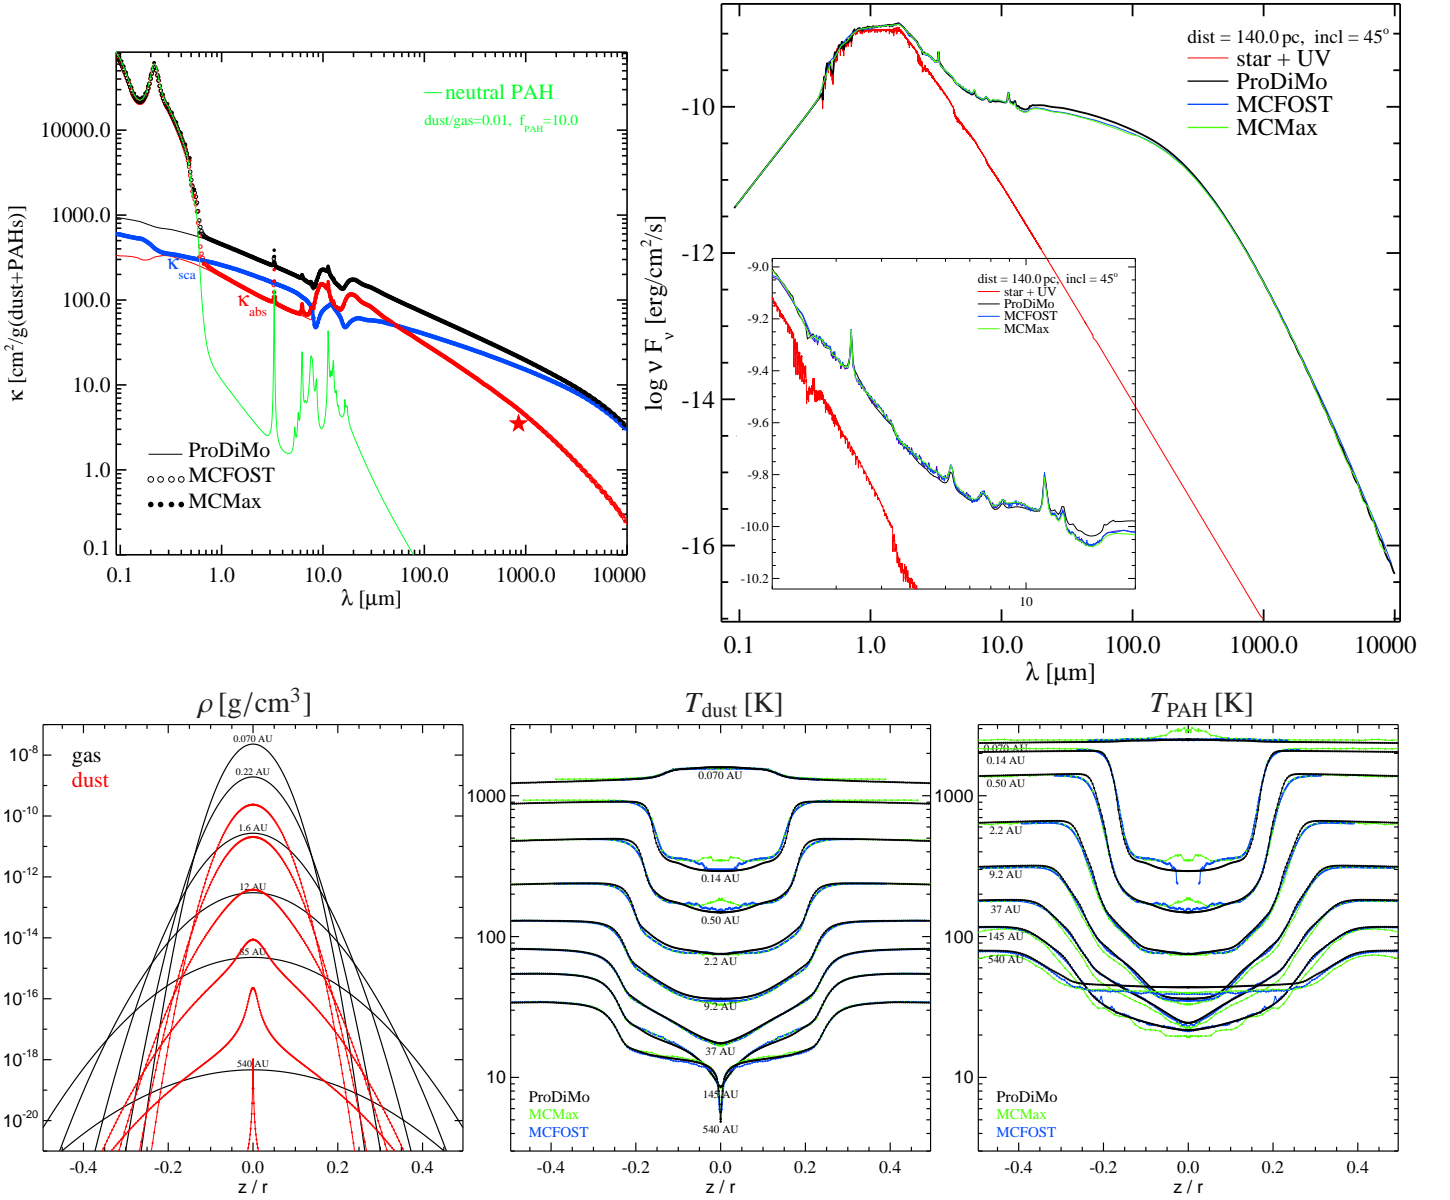 neutral PAH
dust/gas=0.01, f_PAH=10.0
κ [cm²/g(dust+PAHs)]
10000.0
1000.0
100.0
10.0
1.0
0.1
κ_sca
κ_abs
ProDiMo
MCFOST
MCMax
0.1 1.0 10.0 100.0 1000.0 10000
λ [μm]
dist = 140.0 pc, incl = 45°
star + UV
ProDiMo
MCFOST
MCMax
log ν F_ν [erg/cm²/s]
-10
-12
-14
-16
dist = 140.0 pc, incl = 45°
star + UV
ProDiMo
MCFOST
MCMax
-9.0
-9.2
-9.4
-9.6
-9.8
-10.0
-10.2
10
0.1 1.0 10.0 100.0 1000.0 10000.0
λ [μm]
ρ [g/cm³]
gas
dust
0.070 AU
0.22 AU
1.6 AU
12 AU
85 AU
540 AU
10⁻⁸
10⁻¹⁰
10⁻¹²
10⁻¹⁴
10⁻¹⁶
10⁻¹⁸
10⁻²⁰
-0.4 -0.2 0.0 0.2 0.4
z / r
T_dust [K]
1000
100
10
0.070 AU
0.14 AU
0.50 AU
2.2 AU
9.2 AU
37 AU
145 AU
540 AU
ProDiMo
MCMax
MCFOST
-0.4 -0.2 0.0 0.2 0.4
z / r
T_PAH [K]
1000
100
10
0.070 AU
0.14 AU
0.50 AU
2.2 AU
9.2 AU
37 AU
145 AU
540 AU
ProDiMo
MCMax
MCFOST
-0.4 -0.2 0.0 0.2 0.4
z / r